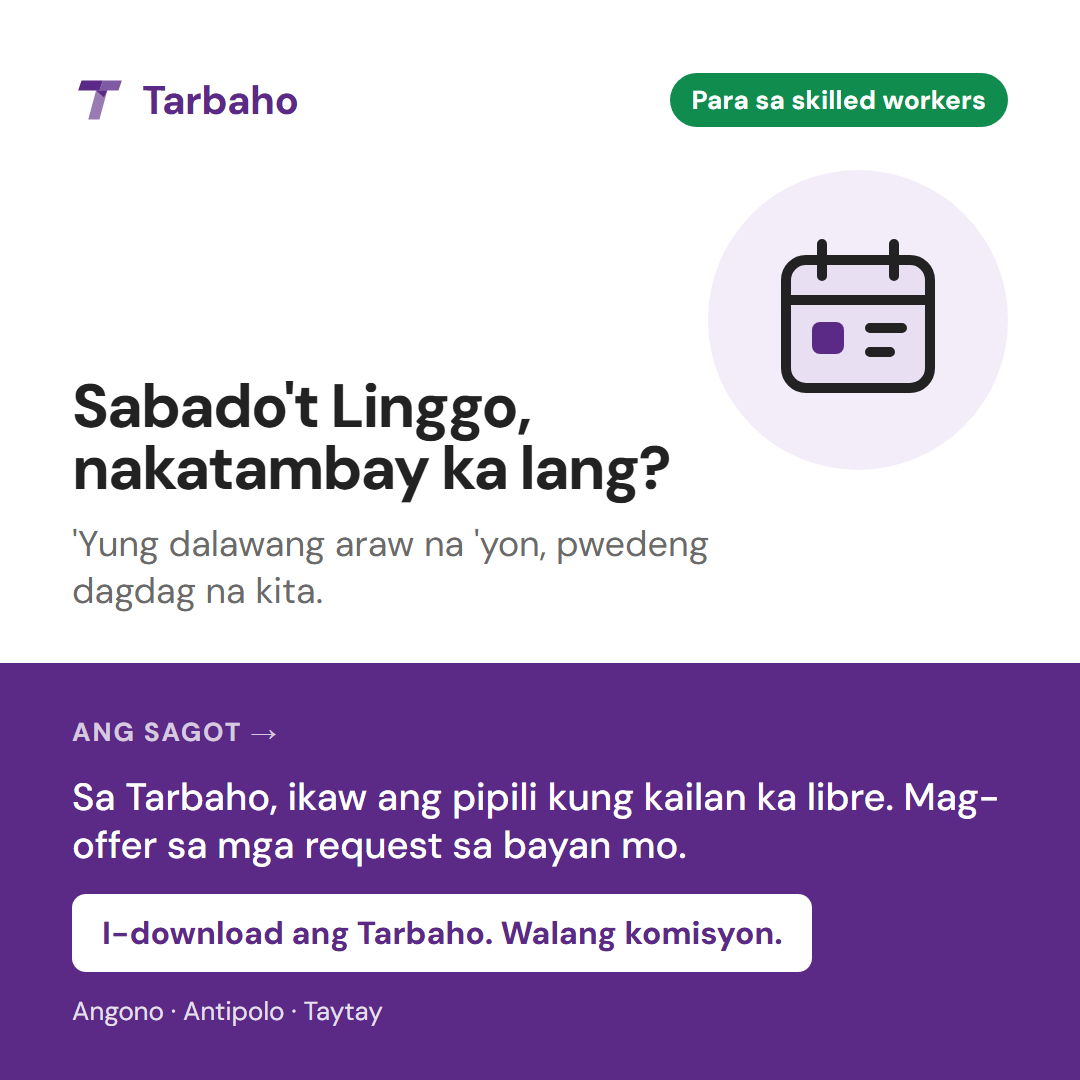 Tarbaho
Para sa skilled workers
Sabado't Linggo,
nakatambay ka lang?
'Yung dalawang araw na 'yon, pwedeng
dagdag na kita.
ANG SAGOT →
Sa Tarbaho, ikaw ang pipili kung kailan ka libre. Mag-
offer sa mga request sa bayan mo.
I-download ang Tarbaho. Walang komisyon.
Angono · Antipolo · Taytay